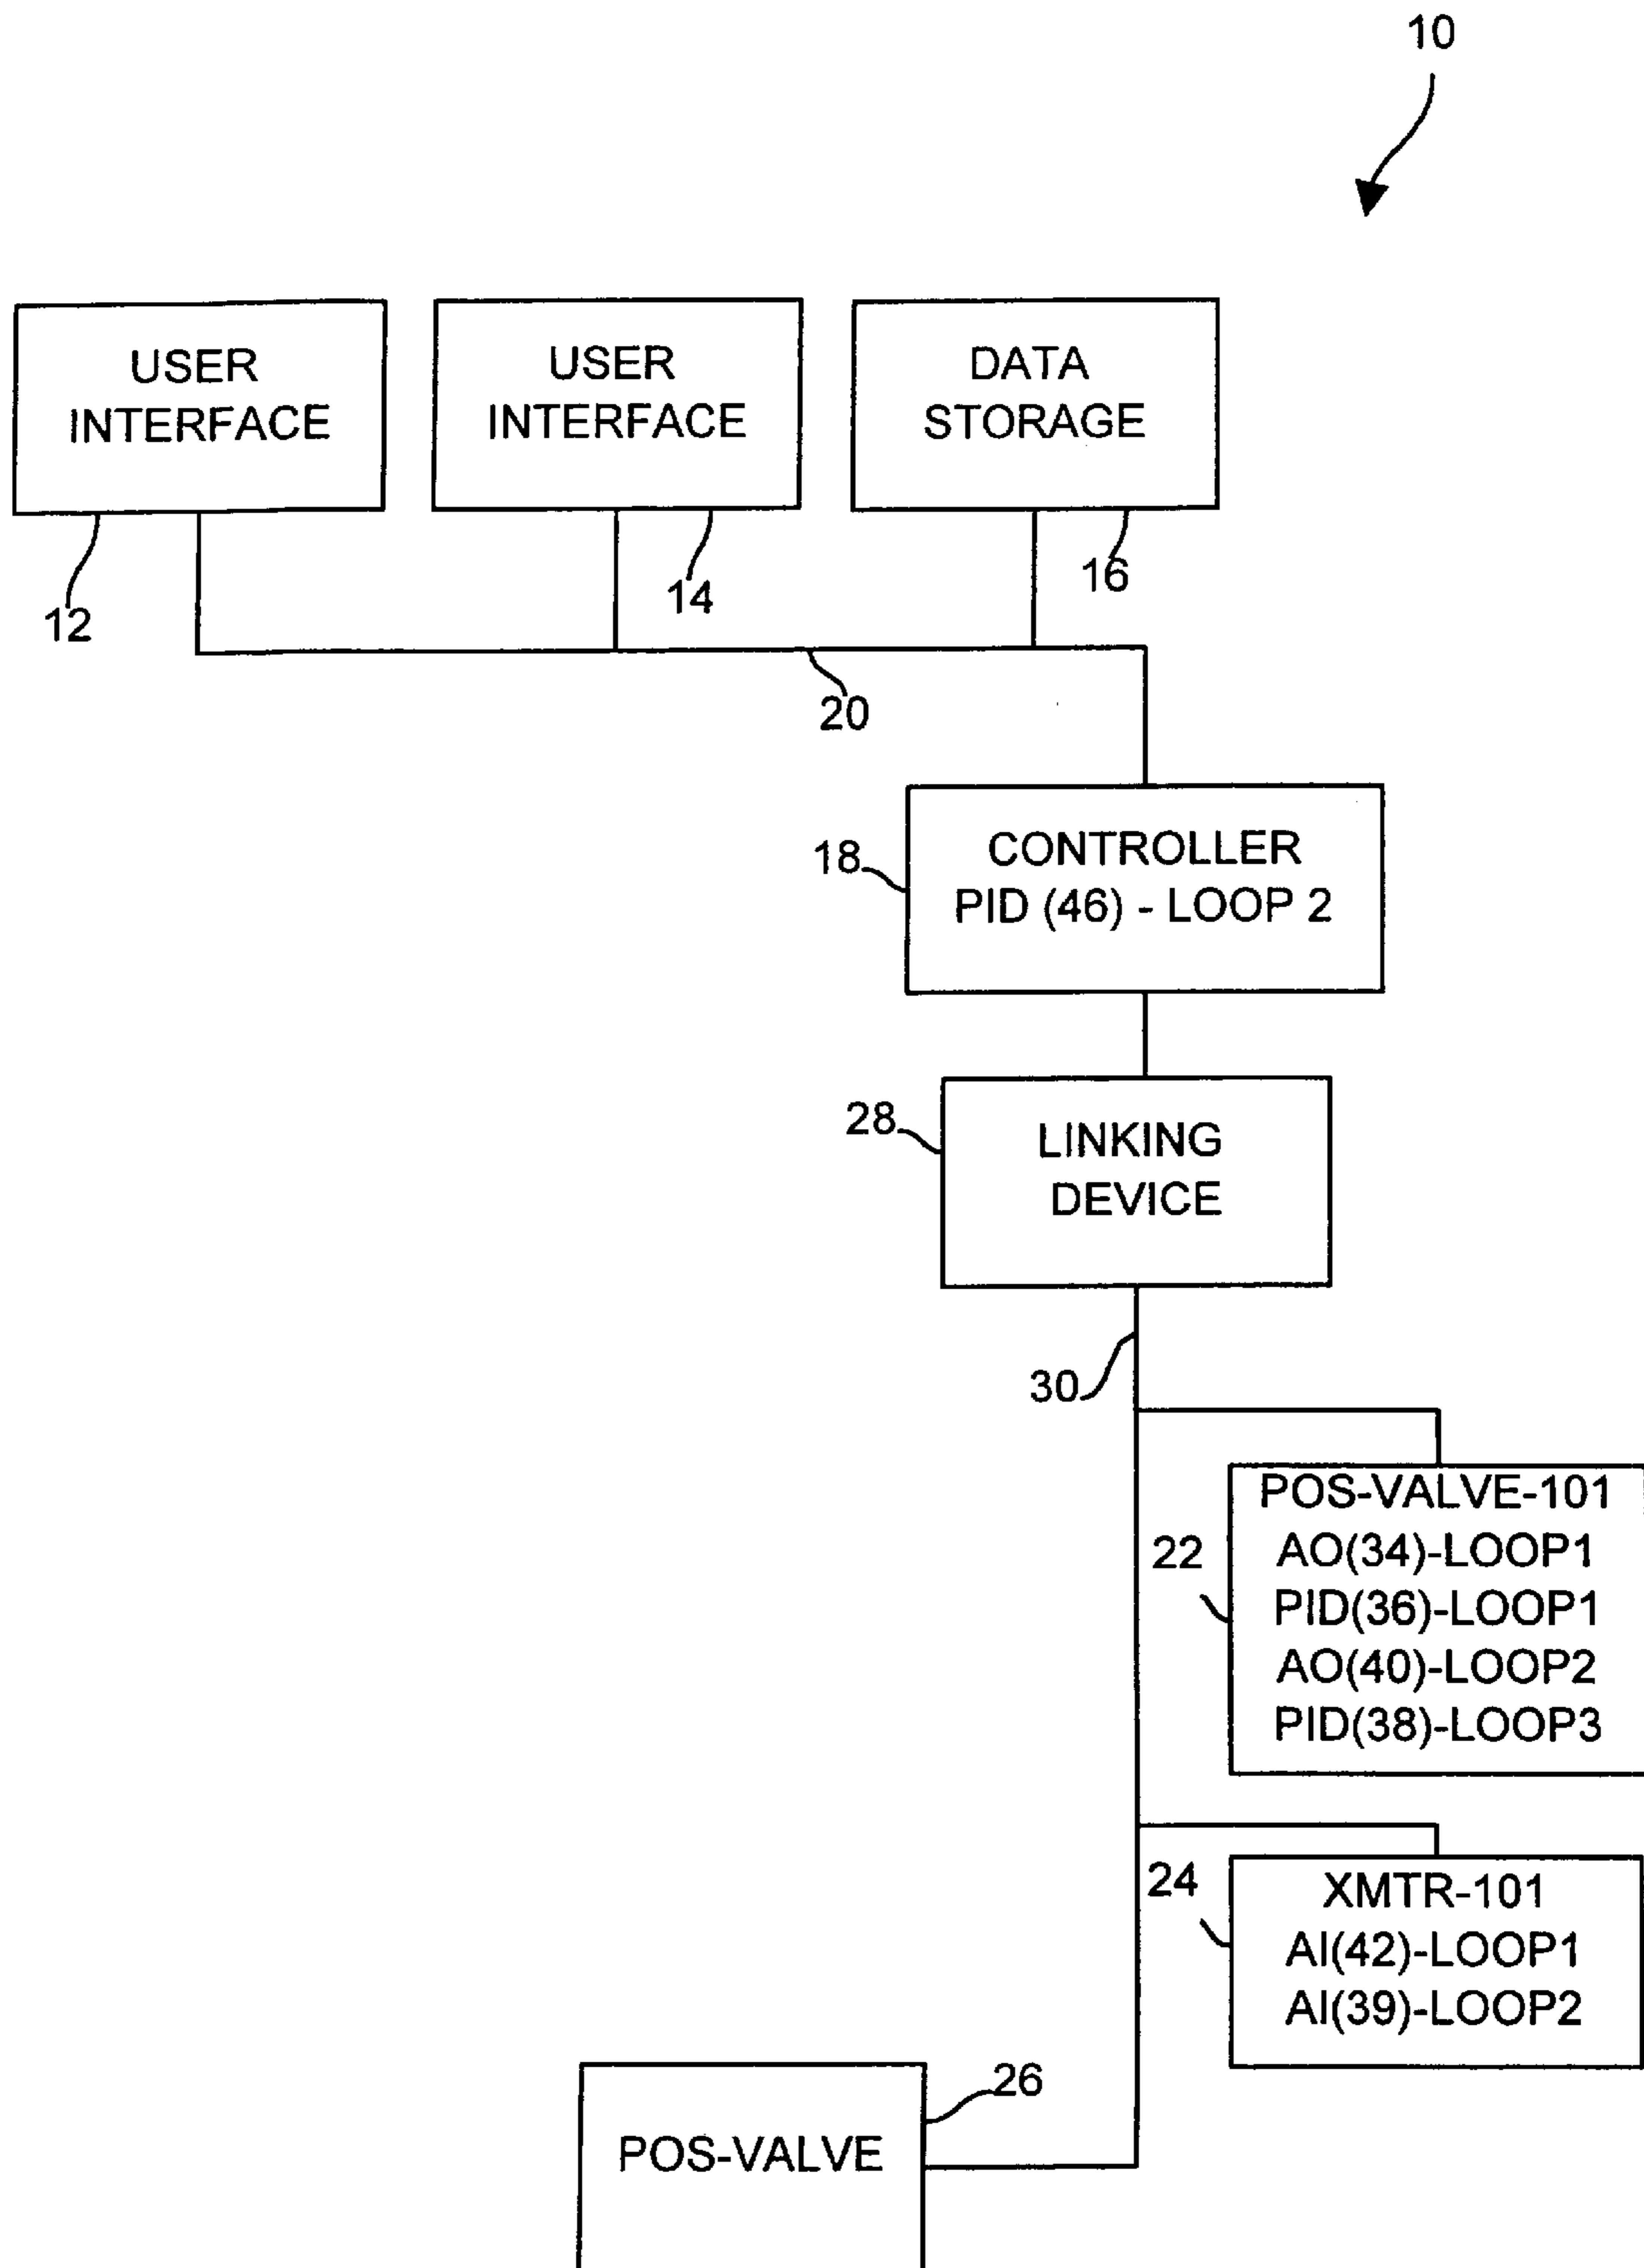 10
USER
INTERFACE
USER
INTERFACE
DATA
STORAGE
12
14
16
20
18
CONTROLLER
PID (46) - LOOP 2
28
LINKING
DEVICE
30
22
POS-VALVE-101
AO(34)-LOOP1
PID(36)-LOOP1
AO(40)-LOOP2
PID(38)-LOOP3
24
XMTR-101
AI(42)-LOOP1
AI(39)-LOOP2
26
POS-VALVE